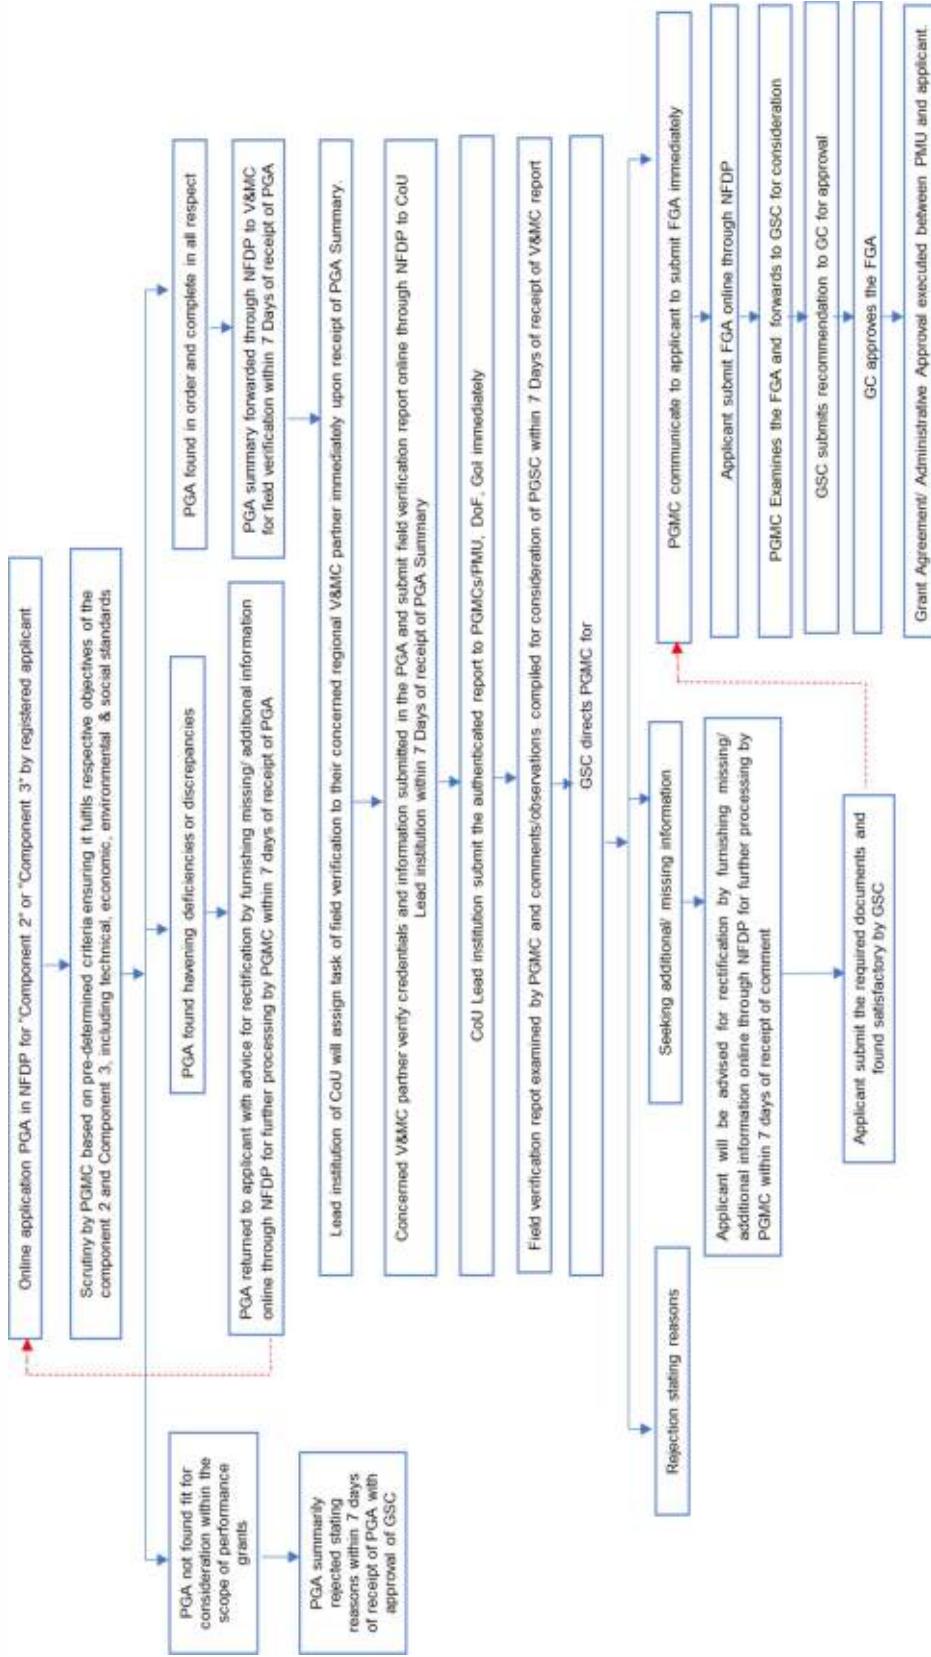 Online application PGA in NFDP for "Component 2" or "Component 3" by registered applicant
Scrutiny by PGMC based on pre-determined criteria ensuring it fulfils respective objectives of the
component 2 and Component 3, including technical, economic, environmental & social standards
PGA not found fit for
consideration within the
scope of performance
grants
PGA summarily
rejected stating
reasons within 7 days
of receipt of PGA with
approval of GSC
PGA found havening deficiencies or discrepancies
PGA returned to applicant with advice for rectification by furnishing missing/ additional information
online through NFDP for further processing by PGMC within 7 days of receipt of PGA
PGA found in order and complete in all respect
PGA summary forwarded through NFDP to V&MC
for field verification within 7 Days of receipt of PGA
Lead institution of CoU will assign task of field verification to their concerned regional V&MC partner immediately upon receipt of PGA Summary.
Concerned V&MC partner verify credentials and information submitted in the PGA and submit field verification report online through NFDP to CoU
Lead institution within 7 Days of receipt of PGA Summary
CoU Lead institution submit the authenticated report to PGMCs/PMU, DoF, GoI immediately
Field verification repot examined by PGMC and comments/observations compiled for consideration of PGSC within 7 Days of receipt of V&MC report
GSC directs PGMC for
Rejection stating reasons
Seeking additional/ missing information
Applicant will be advised for rectification by furnishing missing/
additional information online through NFDP for further processing by
PGMC within 7 days of receipt of comment
Applicant submit the required documents and
found satisfactory by GSC
PGMC communicate to applicant to submit FGA immediately
Applicant submit FGA online through NFDP
PGMC Examines the FGA and forwards to GSC for consideration
GSC submits recommendation to GC for approval
GC approves the FGA
Grant Agreement/ Administrative Approval executed between PMU and applicant.